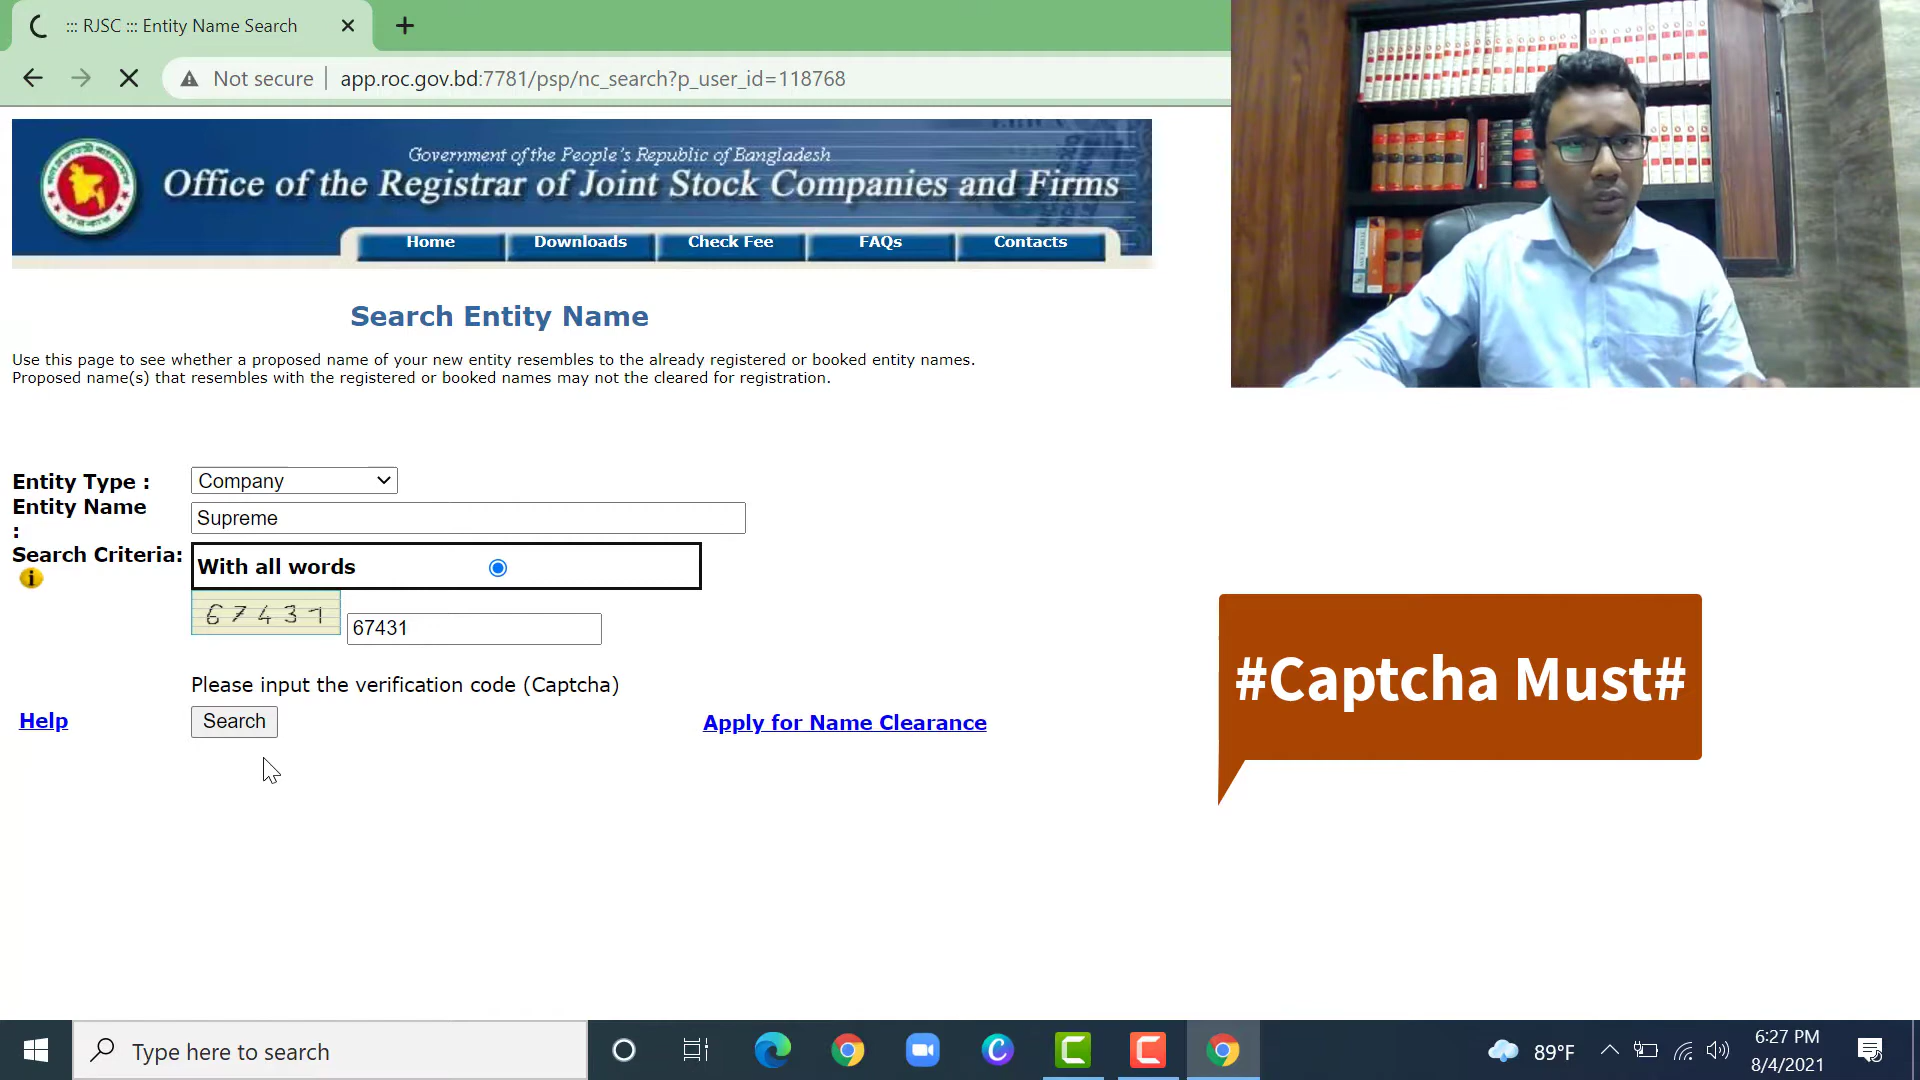 ::: RJSC ::: Entity Name Search
Not secure | app.roc.gov.bd:7781/psp/nc_search?p_user_id=118768
Government of the People's Republic of Bangladesh
Office of the Registrar of Joint Stock Companies and Firms
Home Downloads Check Fee FAQs Contacts
Search Entity Name
Use this page to see whether a proposed name of your new entity resembles to the already registered or booked entity names.
Proposed name(s) that resembles with the registered or booked names may not the cleared for registration.
Entity Type : Company
Entity Name : Supreme
Search Criteria: With all words
67431 67431
Please input the verification code (Captcha)
Help Search Apply for Name Clearance
#Captcha Must#
Type here to search
89°F
6:27 PM
8/4/2021